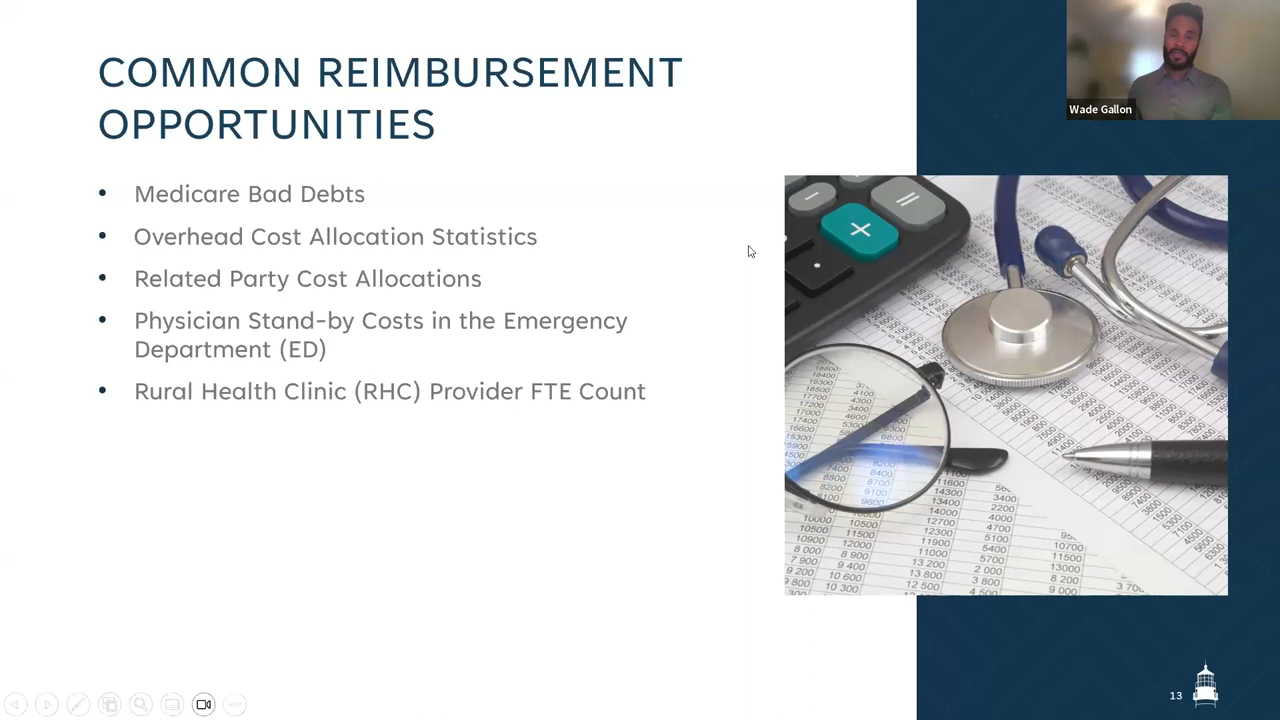 COMMON REIMBURSEMENT
OPPORTUNITIES
• Medicare Bad Debts
• Overhead Cost Allocation Statistics
• Related Party Cost Allocations
• Physician Stand-by Costs in the Emergency
Department (ED)
• Rural Health Clinic (RHC) Provider FTE Count
Wade Gallon
13